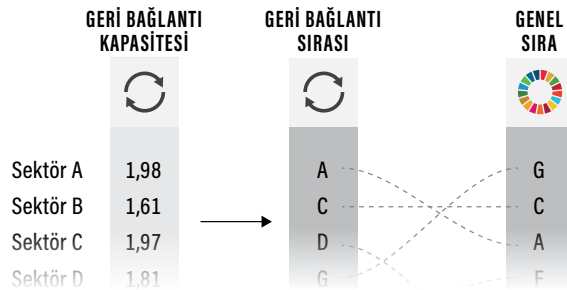 GERİ BAĞLANTI KAPASİTESİ
GERİ BAĞLANTI SIRASI
GENEL SIRA
Sektör A 1,98 A G
Sektör B 1,61 C C
Sektör C 1,97 D A
Sektör D 1,81 G F